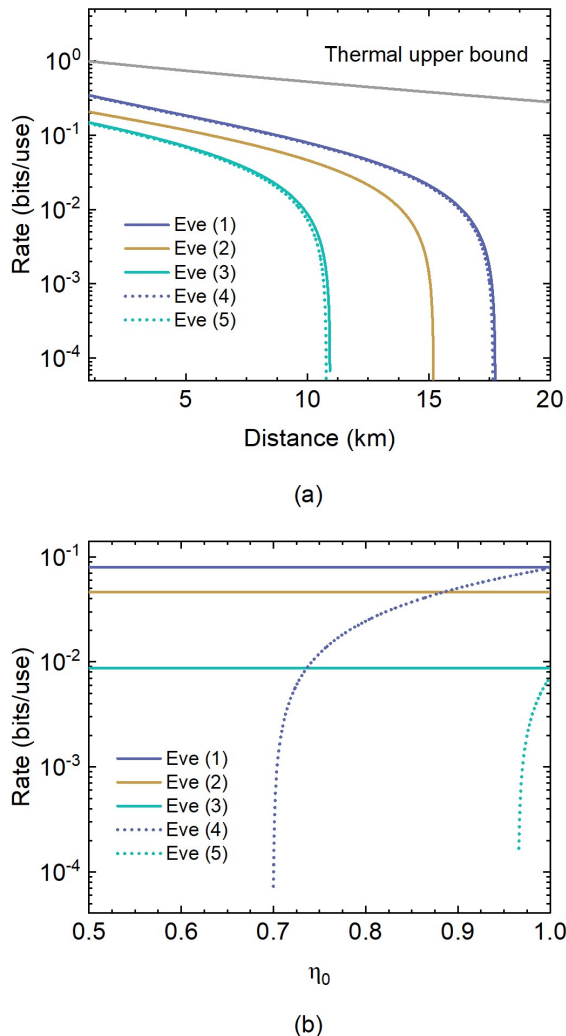 Thermal upper bound
10⁰
10⁻¹
10⁻²
10⁻³
10⁻⁴
Rate (bits/use)
Eve (1)
Eve (2)
Eve (3)
Eve (4)
Eve (5)
5 10 15 20
Distance (km)
(a)
10⁻¹
10⁻²
10⁻³
10⁻⁴
Rate (bits/use)
Eve (1)
Eve (2)
Eve (3)
Eve (4)
Eve (5)
0.5 0.6 0.7 0.8 0.9 1.0
η₀
(b)